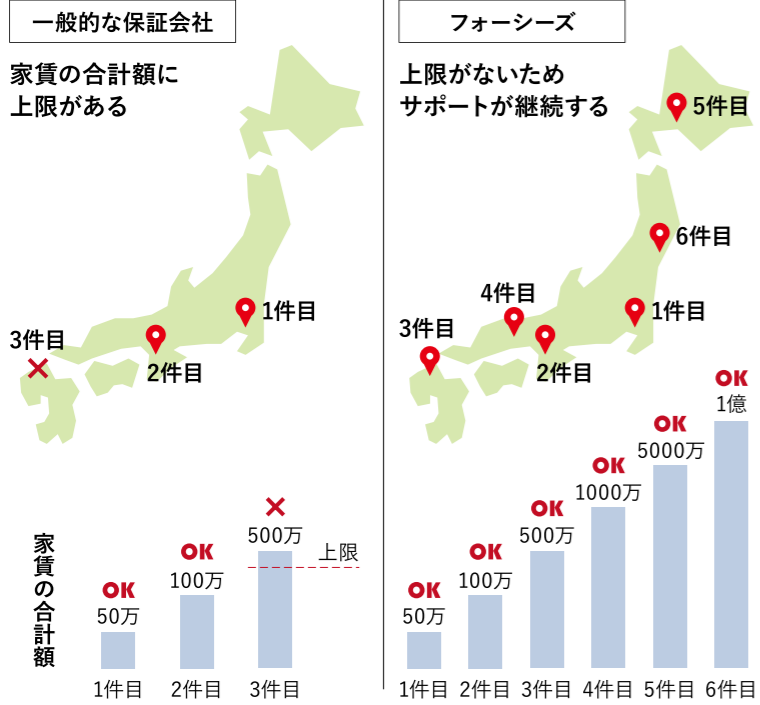 一般的な保証会社
家賃の合計額に
上限がある
1件目
3件目
2件目
家賃の合計額
OK
50万
1件目
OK
100万
2件目
×
500万
3件目
上限
フォーシーズ
上限がないため
サポートが継続する
5件目
6件目
4件目
1件目
3件目
2件目
OK
50万
1件目
OK
100万
2件目
OK
500万
3件目
OK
1000万
4件目
OK
5000万
5件目
OK
1億
6件目